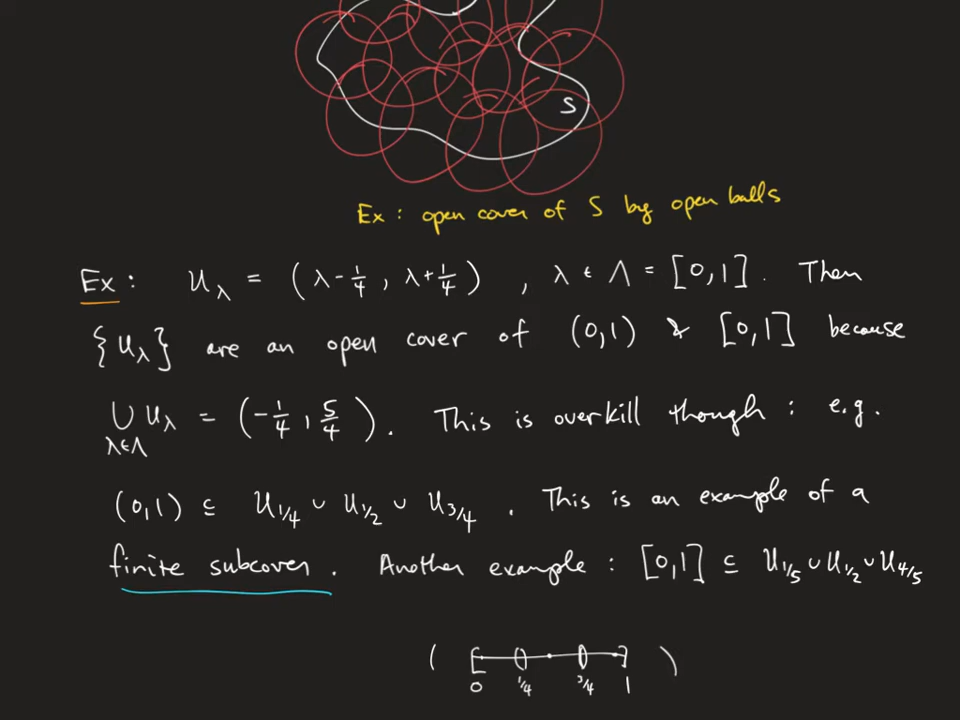 S
Ex : open cover of S by open balls
Ex : U_λ = (λ-1/4, λ+1/4) , λ ∈ Λ = [0,1]. Then
{U_λ} are an open cover of (0,1) & [0,1] because
⋃_{λ∈Λ} U_λ = (-1/4, 5/4). This is overkill though : e.g.
(0,1) ⊆ U_{1/4} ∪ U_{1/2} ∪ U_{3/4}. This is an example of a
finite subcover. Another example : [0,1] ⊆ U_{1/5} ∪ U_{1/2} ∪ U_{4/5}
( [ ( ) ] )
0 1/4 3/4 1